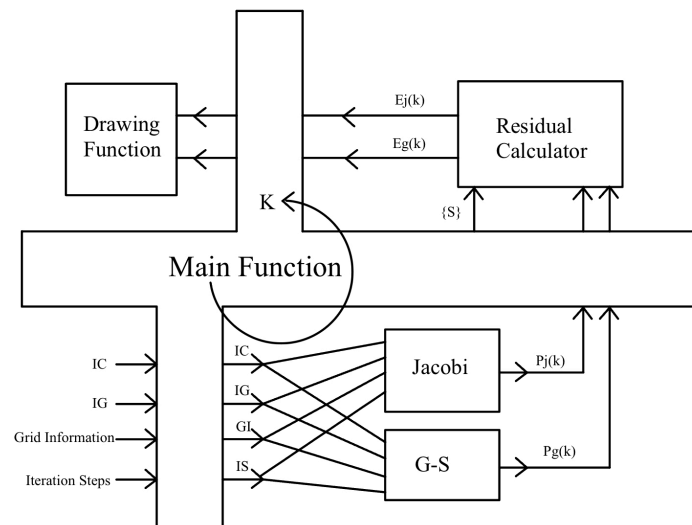 Ej(k)
Drawing
Function
Residual
Calculator
Eg(k)
K
{S}
Main Function
IC
IC
Jacobi
Pj(k)
IG
IG
GI
Grid Information
G-S
Pg(k)
IS
Iteration Steps